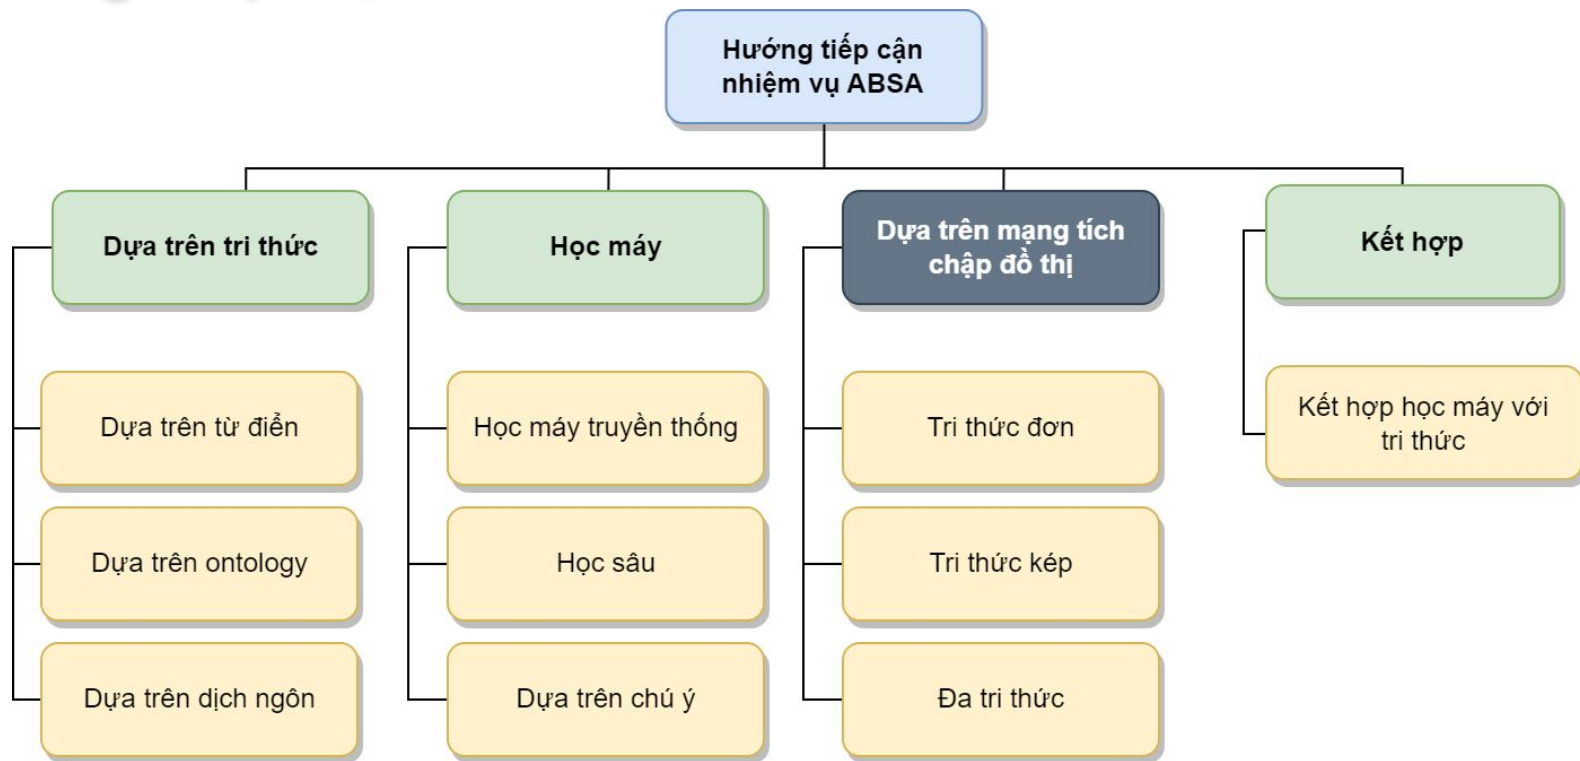 Hướng tiếp cận
nhiệm vụ ABSA
Dựa trên tri thức
Học máy
Dựa trên mạng tích
chập đồ thị
Kết hợp
Dựa trên từ điển
Học máy truyền thống
Tri thức đơn
Kết hợp học máy với
tri thức
Dựa trên ontology
Học sâu
Tri thức kép
Dựa trên dịch ngôn
Dựa trên chú ý
Đa tri thức